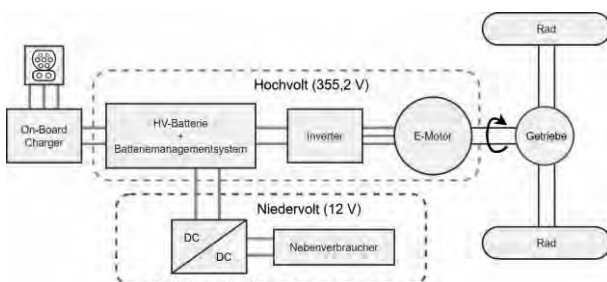 Rad
Hochvolt (355,2 V)
On-Board
Charger
HV-Batterie
+
Batteriemanagementsystem
Inverter
E-Motor
Getriebe
Niedervolt (12 V)
DC
DC
Nebenverbraucher
Rad